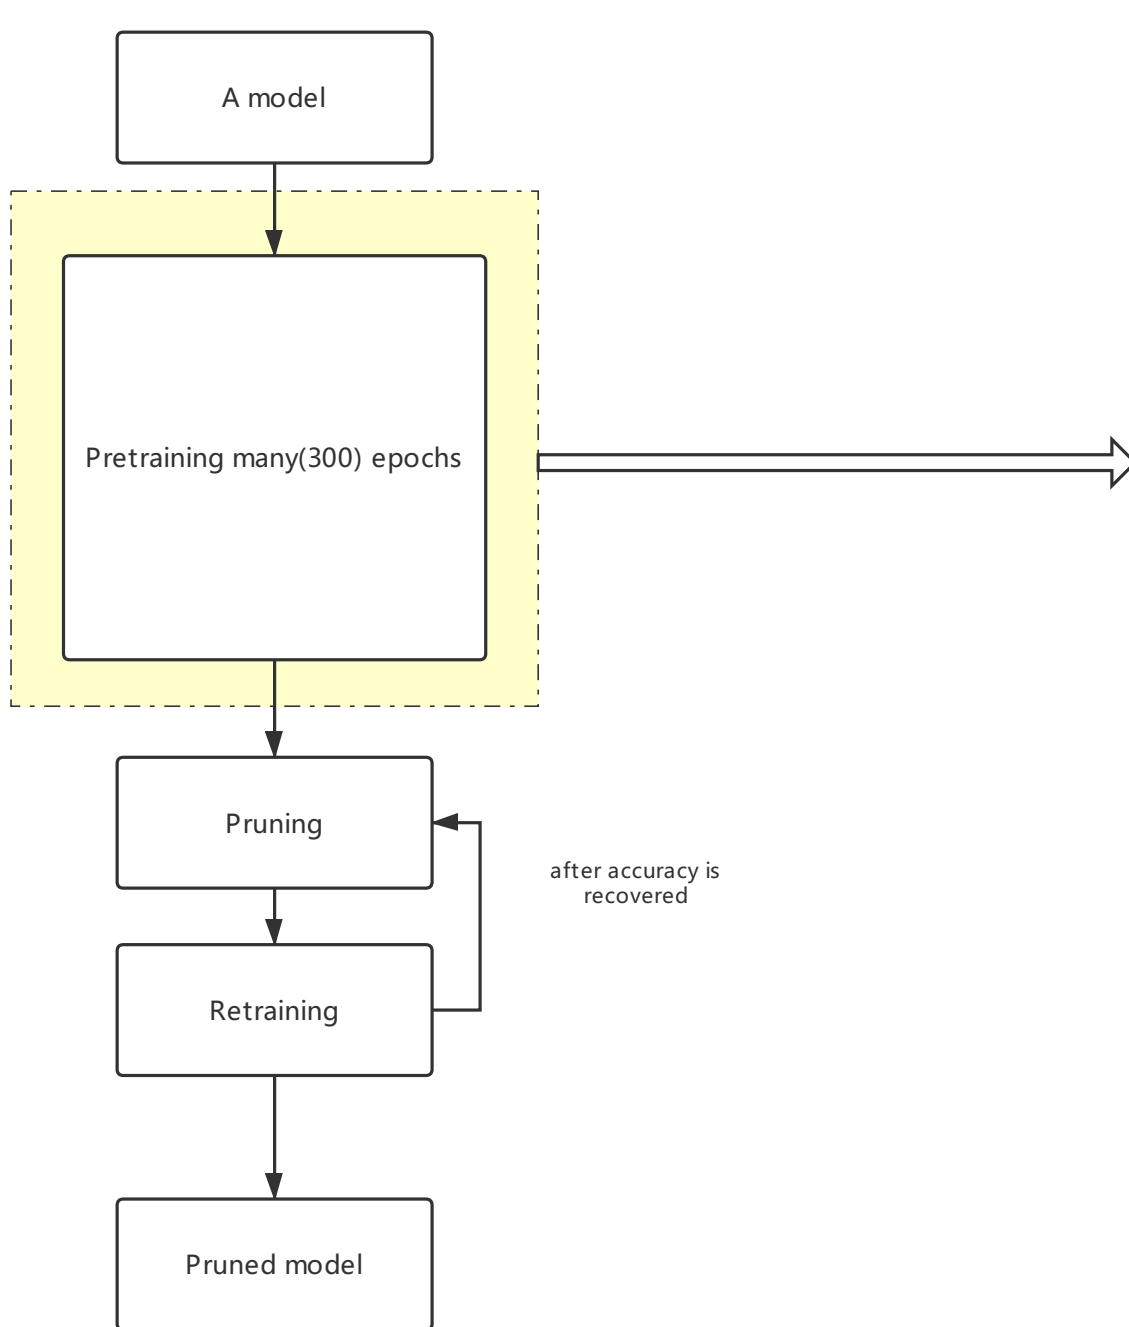 A model
Pretraining many(300) epochs
Pruning
after accuracy is
recovered
Retraining
Pruned model